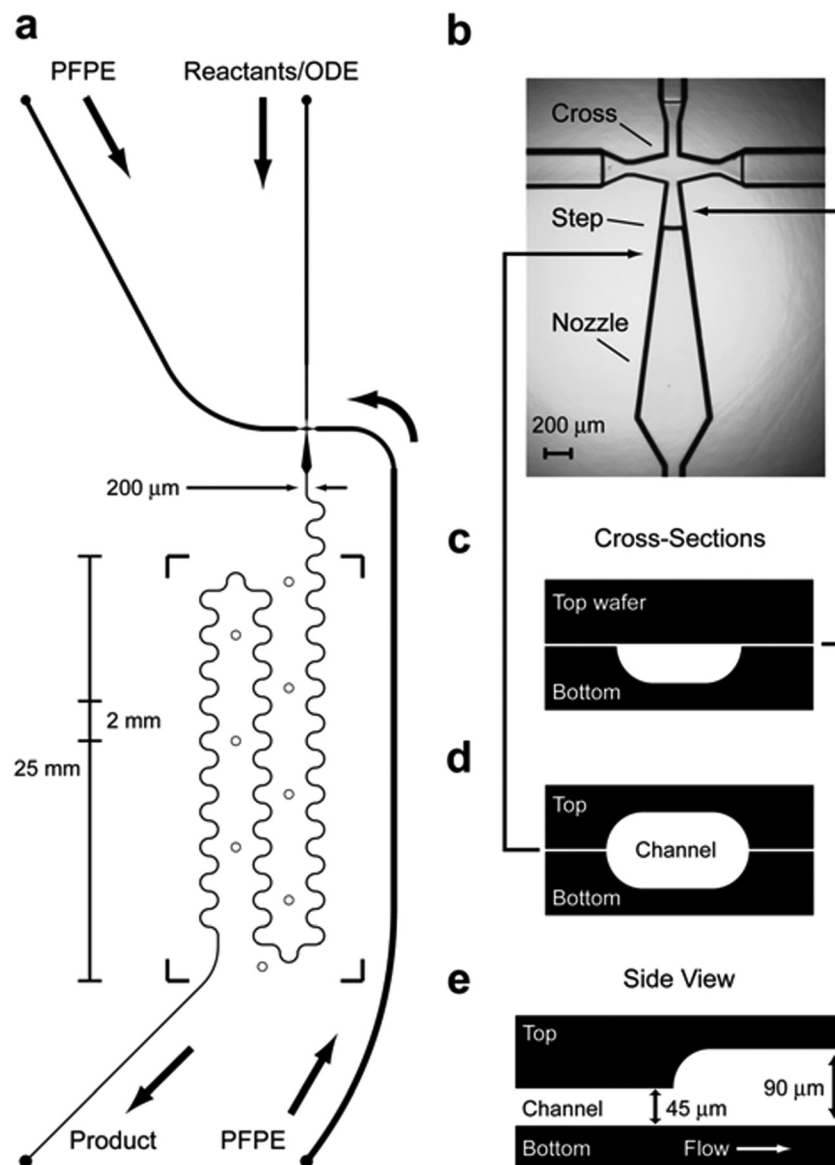 a
PFPE
Reactants/ODE
200 μm
2 mm
25 mm
Product
PFPE
b
Cross
Step
Nozzle
200 μm
c
Cross-Sections
Top wafer
Bottom
d
Top
Channel
Bottom
e
Side View
Top
90 μm
Channel
45 μm
Bottom
Flow